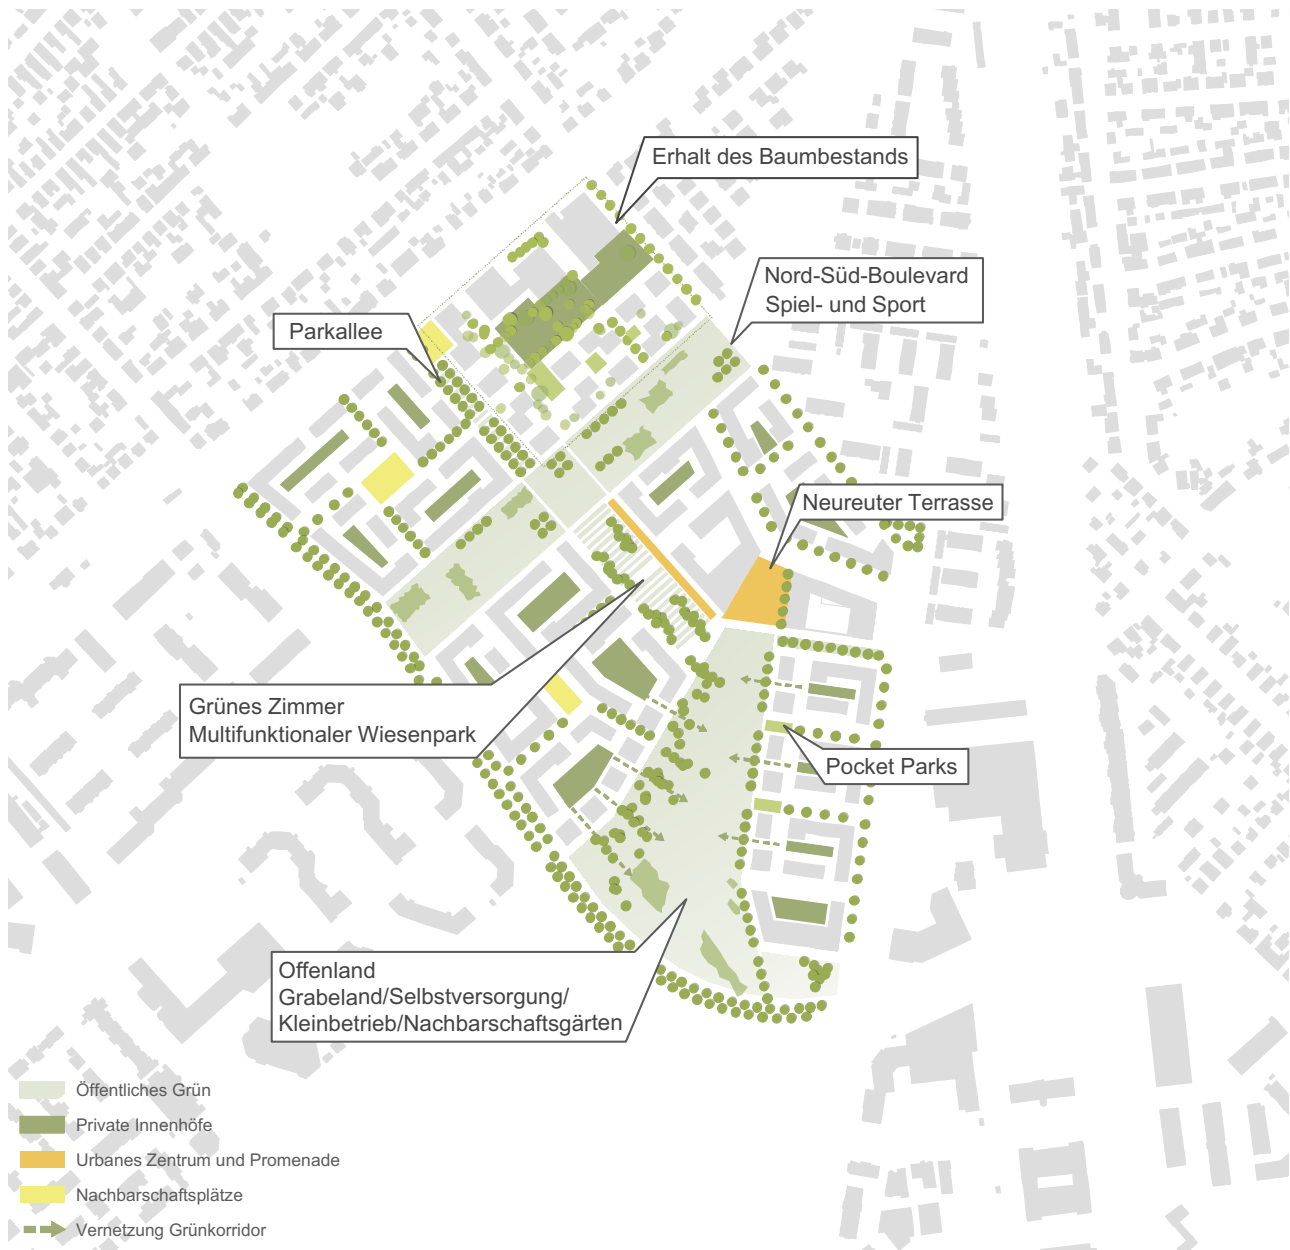 Erhalt des Baumbestands
Nord-Süd-Boulevard
Spiel- und Sport
Parkallee
Neureuter Terrasse
Grünes Zimmer
Multifunktionaler Wiesenpark
Pocket Parks
Offenland
Grabeland/Selbstversorgung/
Kleinbetrieb/Nachbarschaftsgärten
Öffentliches Grün
Private Innenhöfe
Urbanes Zentrum und Promenade
Nachbarschaftsplätze
Vernetzung Grünkorridor